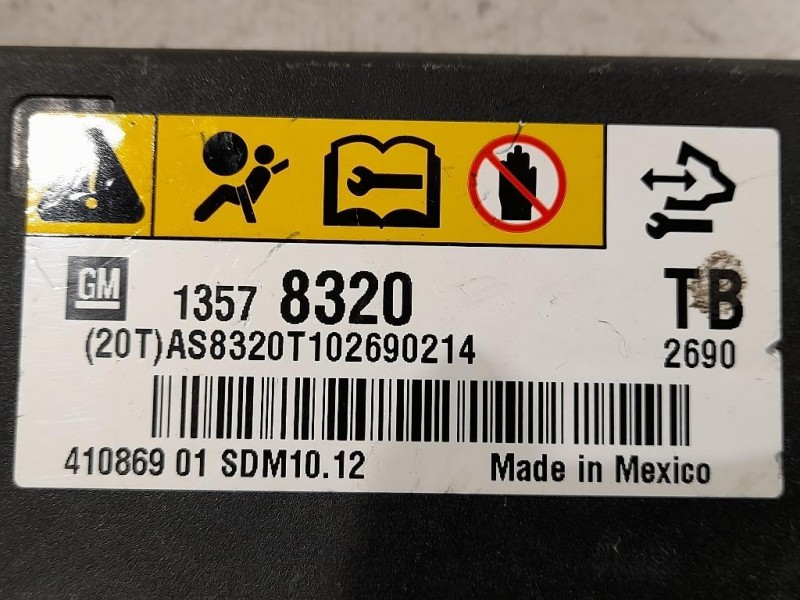 GM 1357 8320 TB
(20T)AS8320T102690214 2690
410869 01 SDM10.12 Made in Mexico